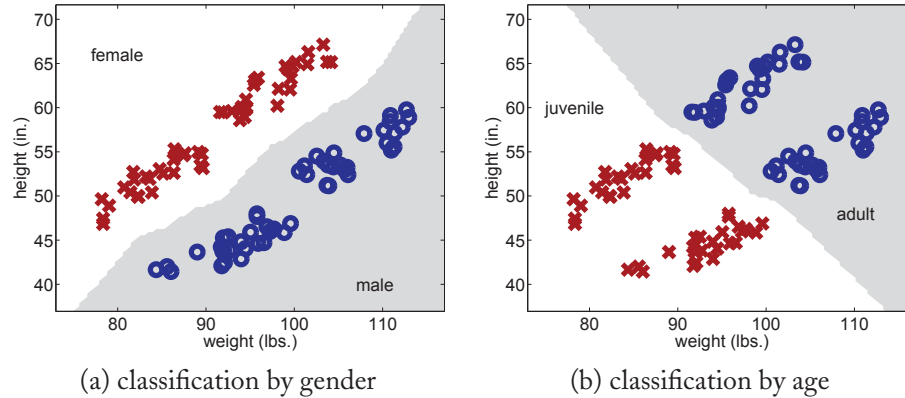 70
65
60
55
50
45
40
height (in.)
female
male
80 90 100 110
weight (lbs.)
(a) classification by gender
70
65
60
55
50
45
40
height (in.)
juvenile
adult
80 90 100 110
weight (lbs.)
(b) classification by age